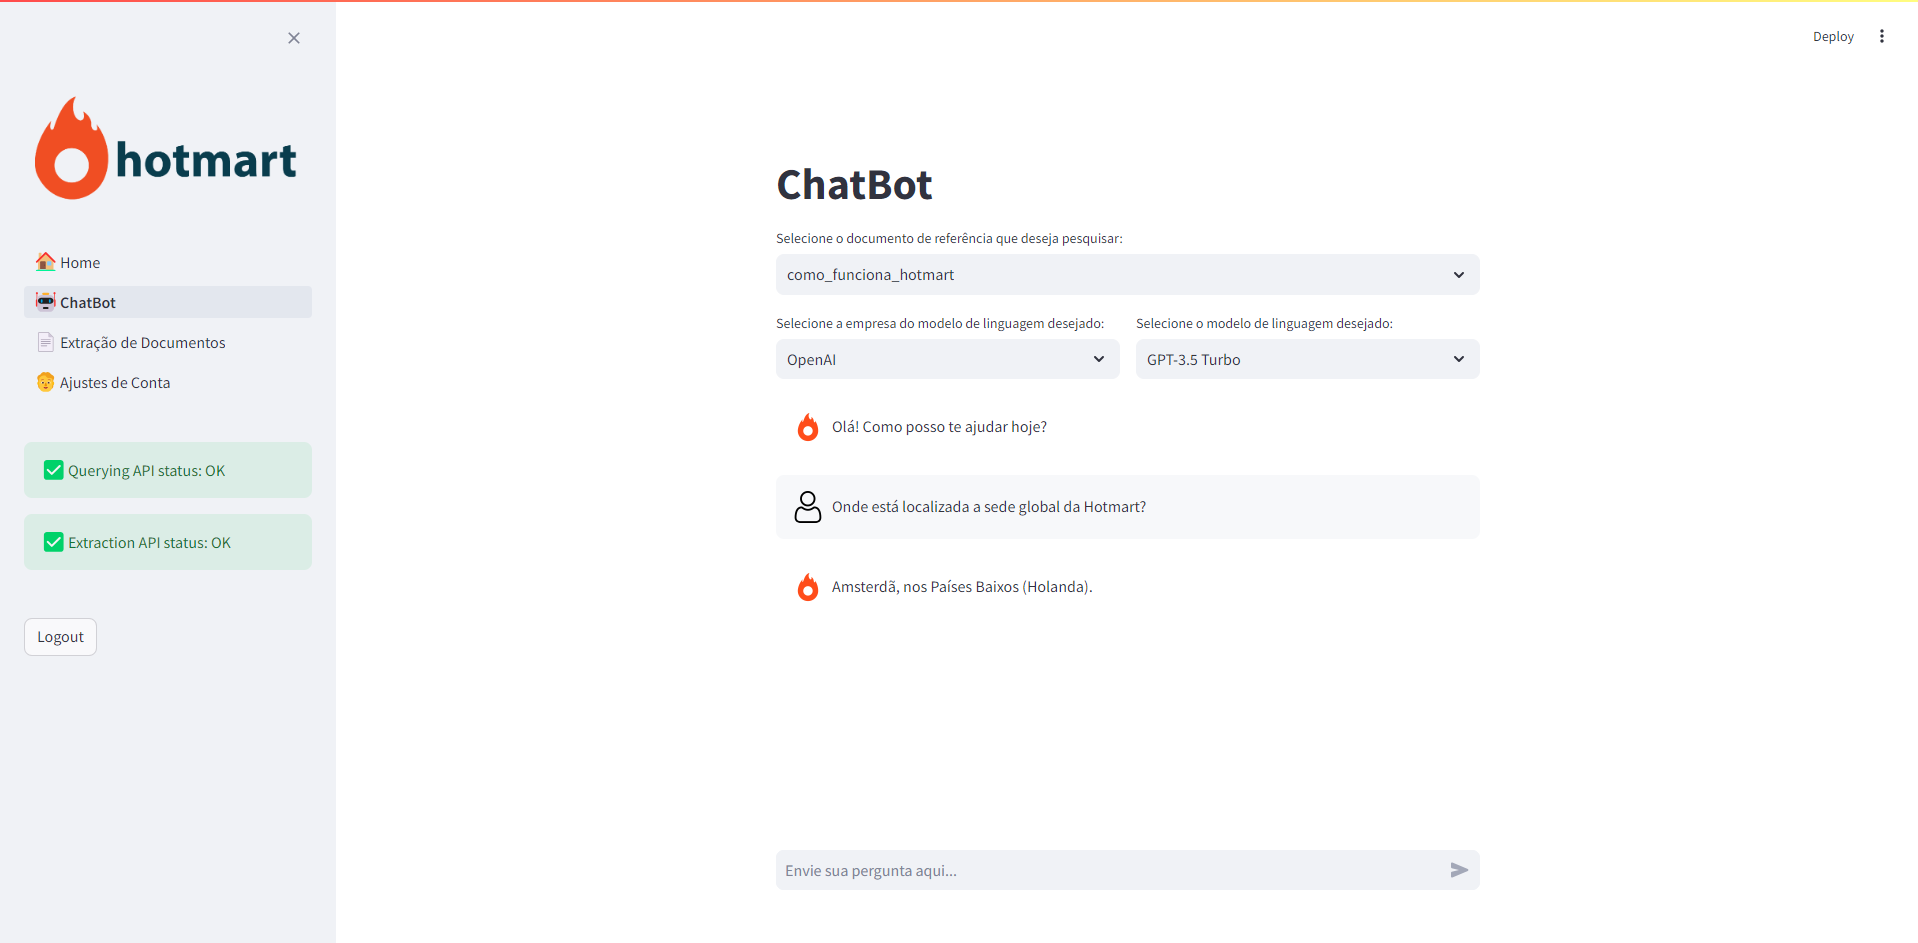 Deploy
hotmart
Home
ChatBot
Extração de Documentos
Ajustes de Conta
Querying API status: OK
Extraction API status: OK
Logout
ChatBot
Selecione o documento de referência que deseja pesquisar:
como_funciona_hotmart
Selecione a empresa do modelo de linguagem desejado:
OpenAI
Selecione o modelo de linguagem desejado:
GPT-3.5 Turbo
Olá! Como posso te ajudar hoje?
Onde está localizada a sede global da Hotmart?
Amsterdã, nos Países Baixos (Holanda).
Envie sua pergunta aqui...